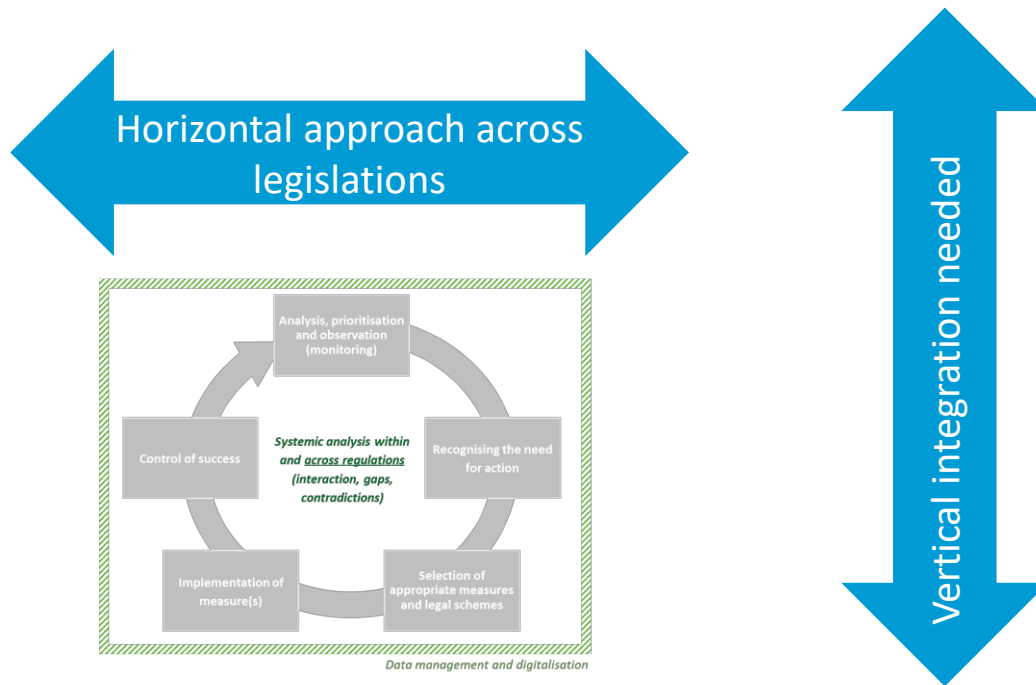 Horizontal approach across
legislations
Vertical integration needed
Analysis, prioritisation
and observation
(monitoring)
Systemic analysis within
and across regulations
(interaction, gaps,
contradictions)
Control of success
Recognising the need
for action
Implementation of
measure(s)
Selection of
appropriate measures
and legal schemes
Data management and digitalisation